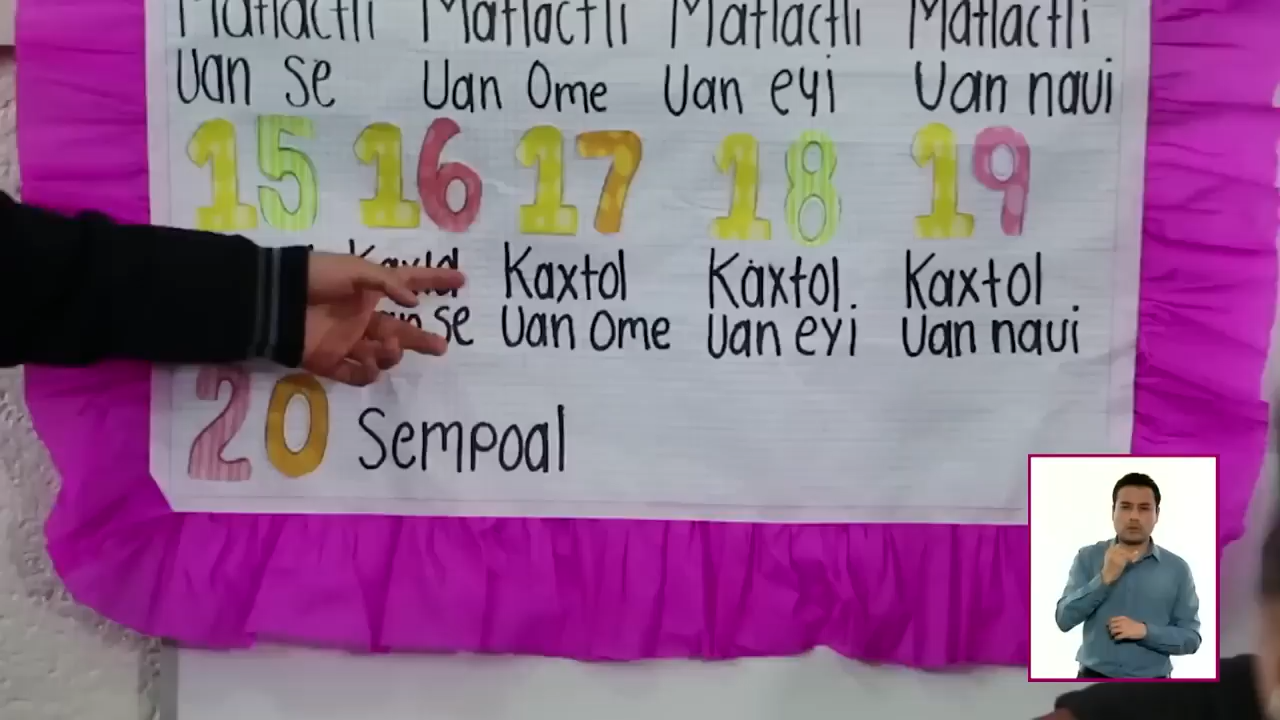 Matlactli Matlactli Matlactli Matlactli
Uan se Uan Ome Uan eyi Uan naui
15 16 17 18 19
Kaxtol Kaxtol Kaxtol
se Uan Ome Uan eyi Uan naui
20 Sempoal